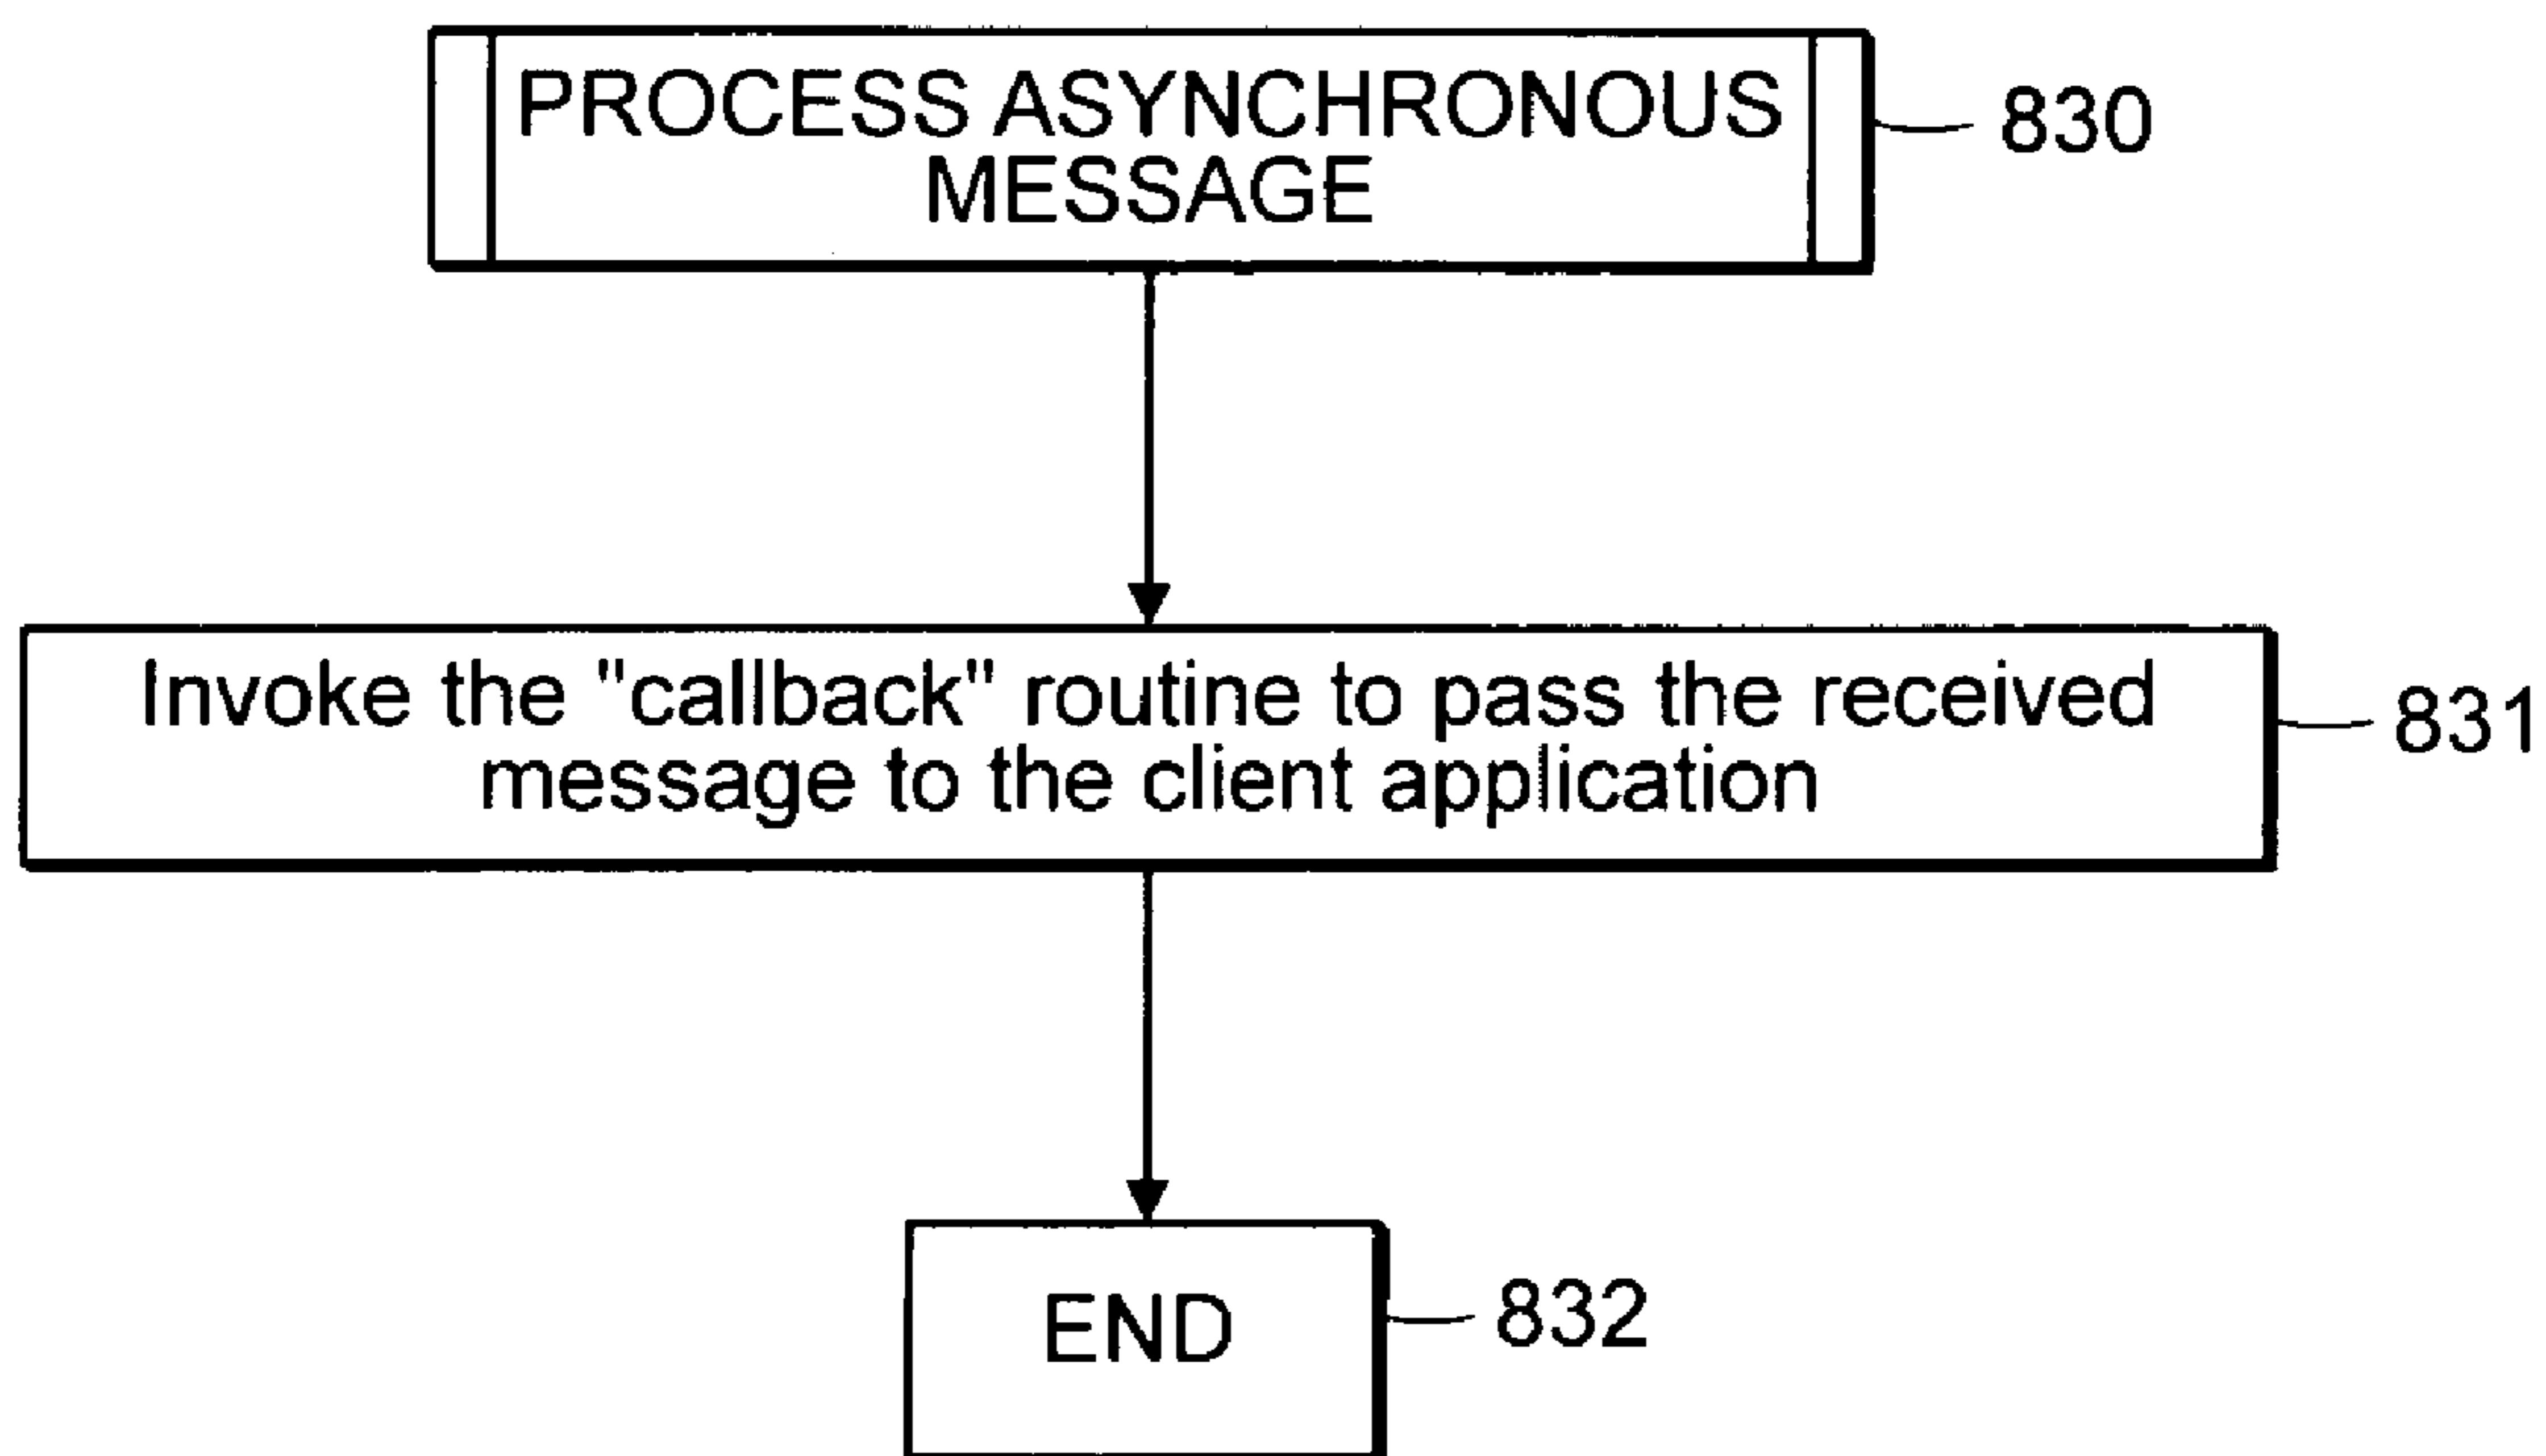 PROCESS ASYNCHRONOUS
MESSAGE
830
Invoke the "callback" routine to pass the received
message to the client application
831
END
832